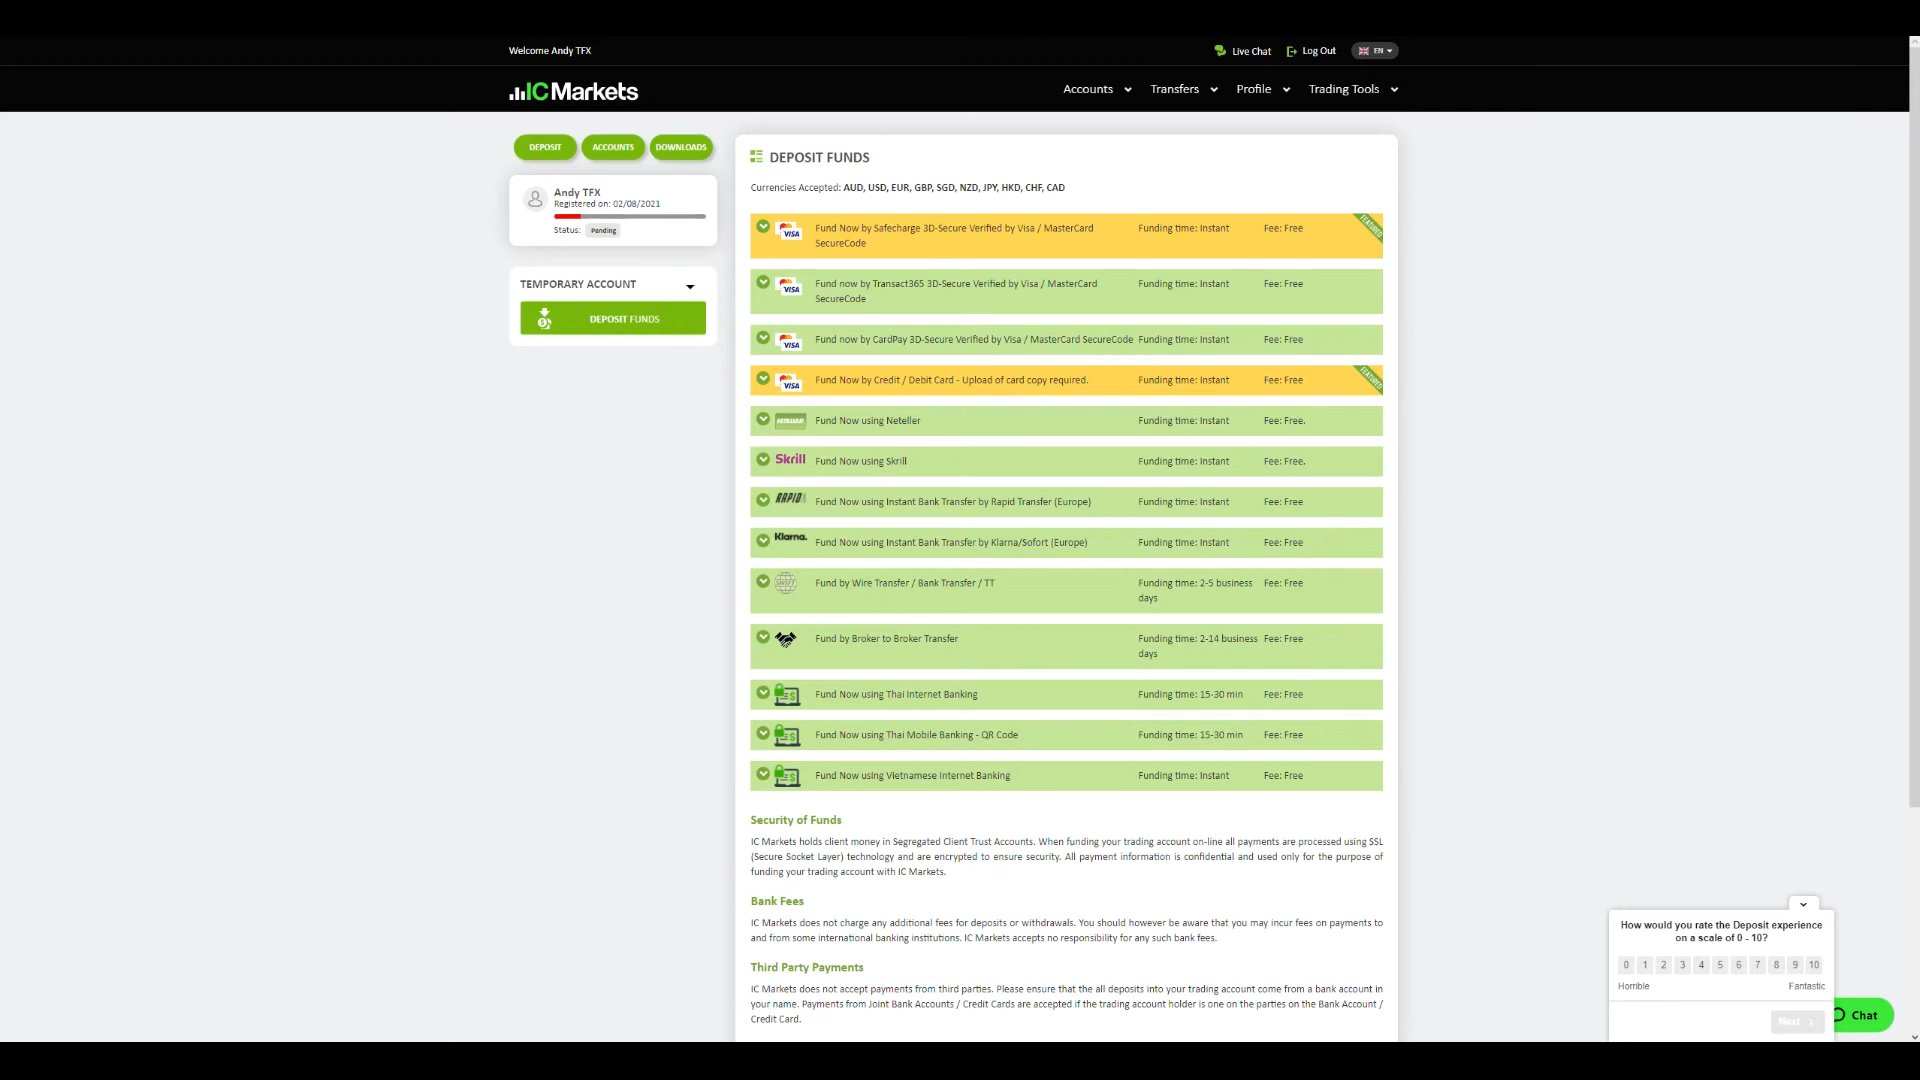 Welcome Andy TFX
Live Chat
Log Out
EN
IC Markets
Accounts
Transfers
Profile
Trading Tools
DEPOSIT
ACCOUNTS
DOWNLOADS
Andy TFX
Registered on: 02/08/2021
Status: Pending
TEMPORARY ACCOUNT
DEPOSIT FUNDS
DEPOSIT FUNDS
Currencies Accepted: AUD, USD, EUR, GBP, SGD, NZD, JPY, HKD, CHF, CAD
VISA Fund Now by Safecharge 3D-Secure Verified by Visa / MasterCard Funding time: Instant Fee: Free FEATURED
SecureCode
VISA Fund now by Transact365 3D-Secure Verified by Visa / MasterCard Funding time: Instant Fee: Free
SecureCode
VISA Fund now by CardPay 3D-Secure Verified by Visa / MasterCard SecureCode Funding time: Instant Fee: Free
VISA Fund Now by Credit / Debit Card - Upload of card copy required. Funding time: Instant Fee: Free FEATURED
NETELLER Fund Now using Neteller Funding time: Instant Fee: Free.
Skrill Fund Now using Skrill Funding time: Instant Fee: Free.
RAPID Fund Now using Instant Bank Transfer by Rapid Transfer (Europe) Funding time: Instant Fee: Free
Klarna. Fund Now using Instant Bank Transfer by Klarna/Sofort (Europe) Funding time: Instant Fee: Free
SWIFT Fund by Wire Transfer / Bank Transfer / TT Funding time: 2-5 business Fee: Free
days
Fund by Broker to Broker Transfer Funding time: 2-14 business Fee: Free
days
Fund Now using Thai Internet Banking Funding time: 15-30 min Fee: Free
Fund Now using Thai Mobile Banking - QR Code Funding time: 15-30 min Fee: Free
Fund Now using Vietnamese Internet Banking Funding time: Instant Fee: Free
Security of Funds
IC Markets holds client money in Segregated Client Trust Accounts. When funding your trading account on-line all payments are processed using SSL
(Secure Socket Layer) technology and are encrypted to ensure security. All payment information is confidential and used only for the purpose of
funding your trading account with IC Markets.
Bank Fees
IC Markets does not charge any additional fees for deposits or withdrawals. You should however be aware that you may incur fees on payments to
and from some international banking institutions. IC Markets accepts no responsibility for any such bank fees.
Third Party Payments
IC Markets does not accept payments from third parties. Please ensure that the all deposits into your trading account come from a bank account in
your name. Payments from Joint Bank Accounts / Credit Cards are accepted if the trading account holder is one on the parties on the Bank Account /
Credit Card.
How would you rate the Deposit experience
on a scale of 0 - 10?
0 1 2 3 4 5 6 7 8 9 10
Horrible Fantastic
Next
Chat